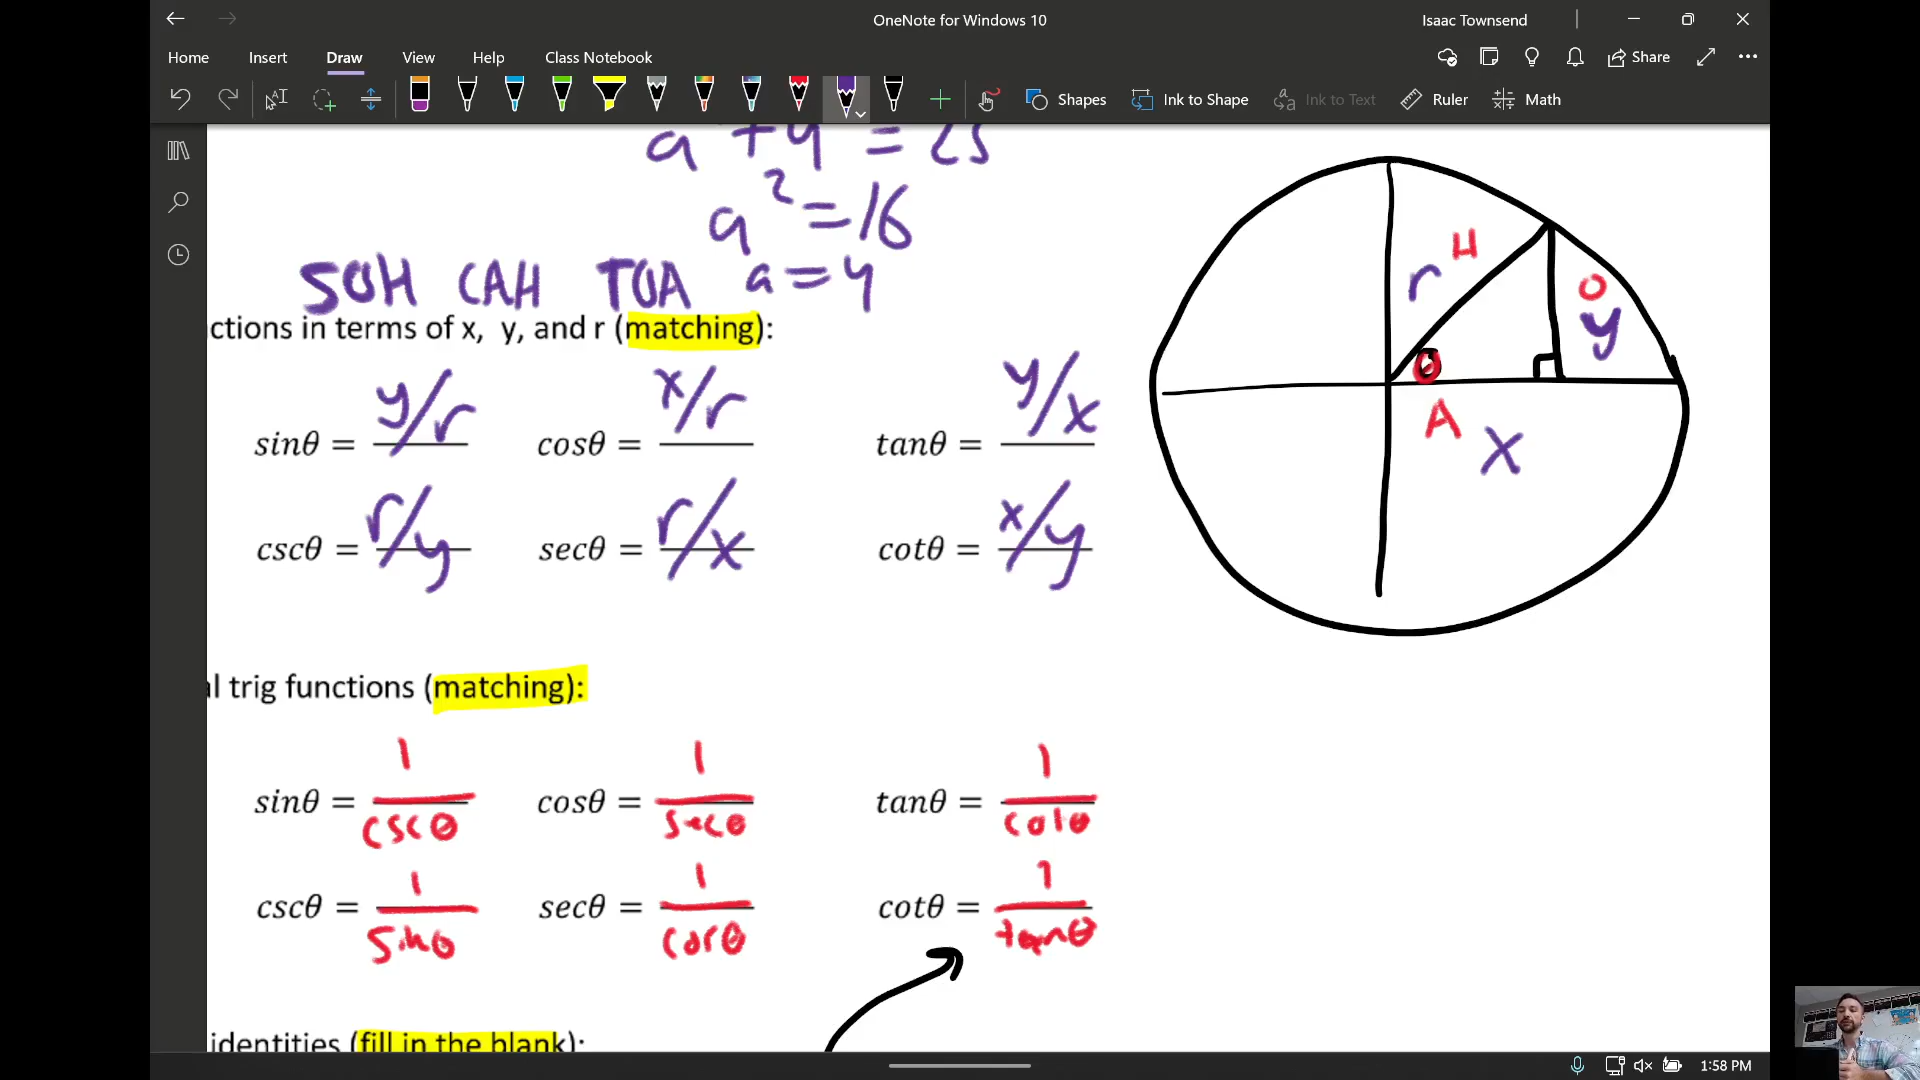 OneNote for Windows 10
Isaac Townsend
Home Insert Draw View Help Class Notebook
Share
Shapes Ink to Shape Ink to Text Ruler Math
a² + 9 = 25
a² = 16
SOH CAH TOA a = 4
ctions in terms of x, y, and r (matching):
sinθ = y/r cosθ = x/r tanθ = y/x
cscθ = r/y secθ = r/x cotθ = x/y
H
r
O
y
θ
A
X
l trig functions (matching):
sinθ = 1/cscθ cosθ = 1/secθ tanθ = 1/cotθ
cscθ = 1/sinθ secθ = 1/cosθ cotθ = 1/tanθ
identities (fill in the blank):
1:58 PM